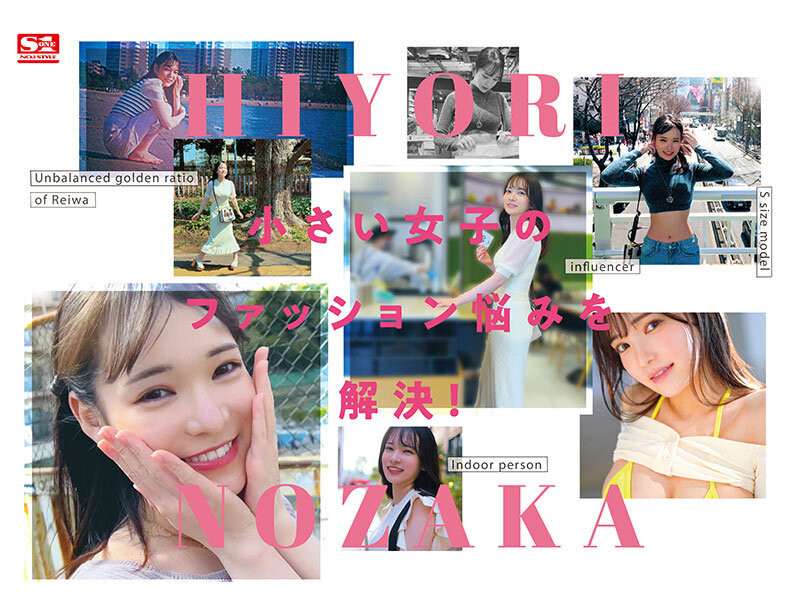 S ONE
NO.1 STYLE
HIYORI
Unbalanced golden ratio
of Reiwa
S size model
小さい女子の
influencer
ファッション悩みを
解決!
Indoor person
NOZAKA